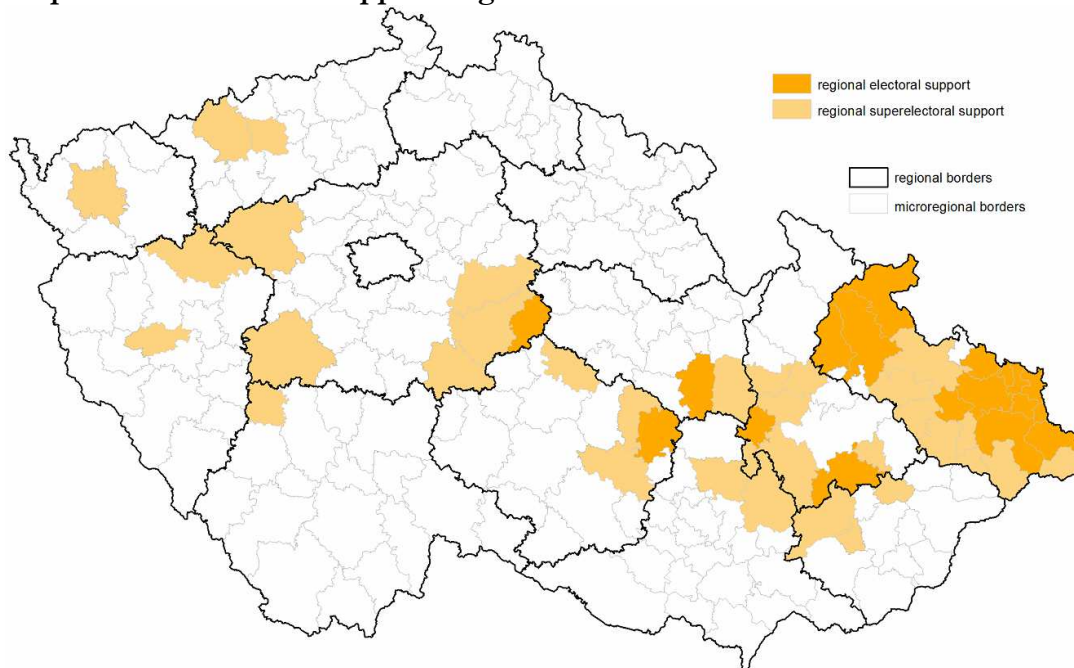 regional electoral support
regional superelectoral support
regional borders
microregional borders